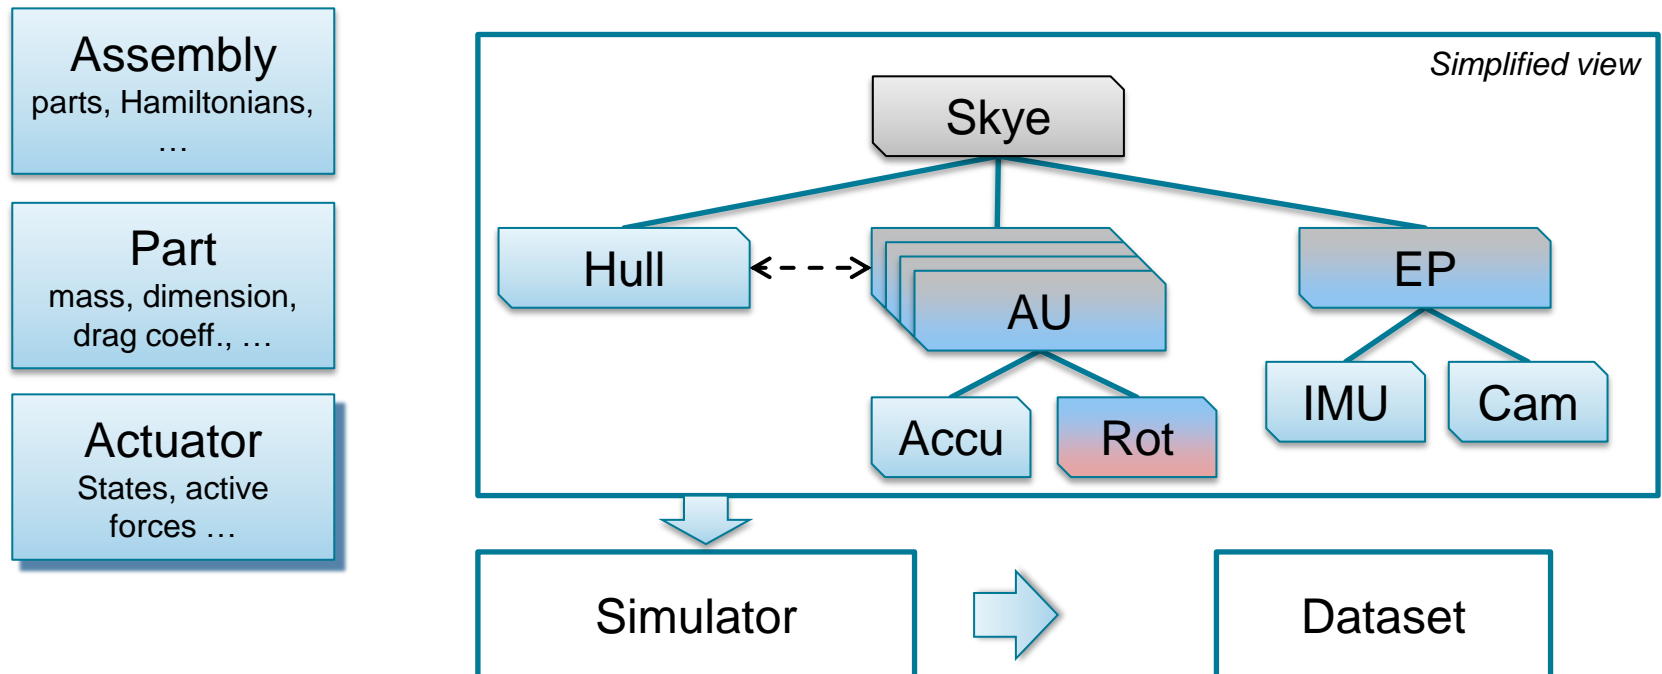 Assembly
parts, Hamiltonians,
…
Part
mass, dimension,
drag coeff., …
Actuator
States, active
forces …
Simplified view
Skye
Hull
AU
EP
Accu
Rot
IMU
Cam
Simulator
Dataset